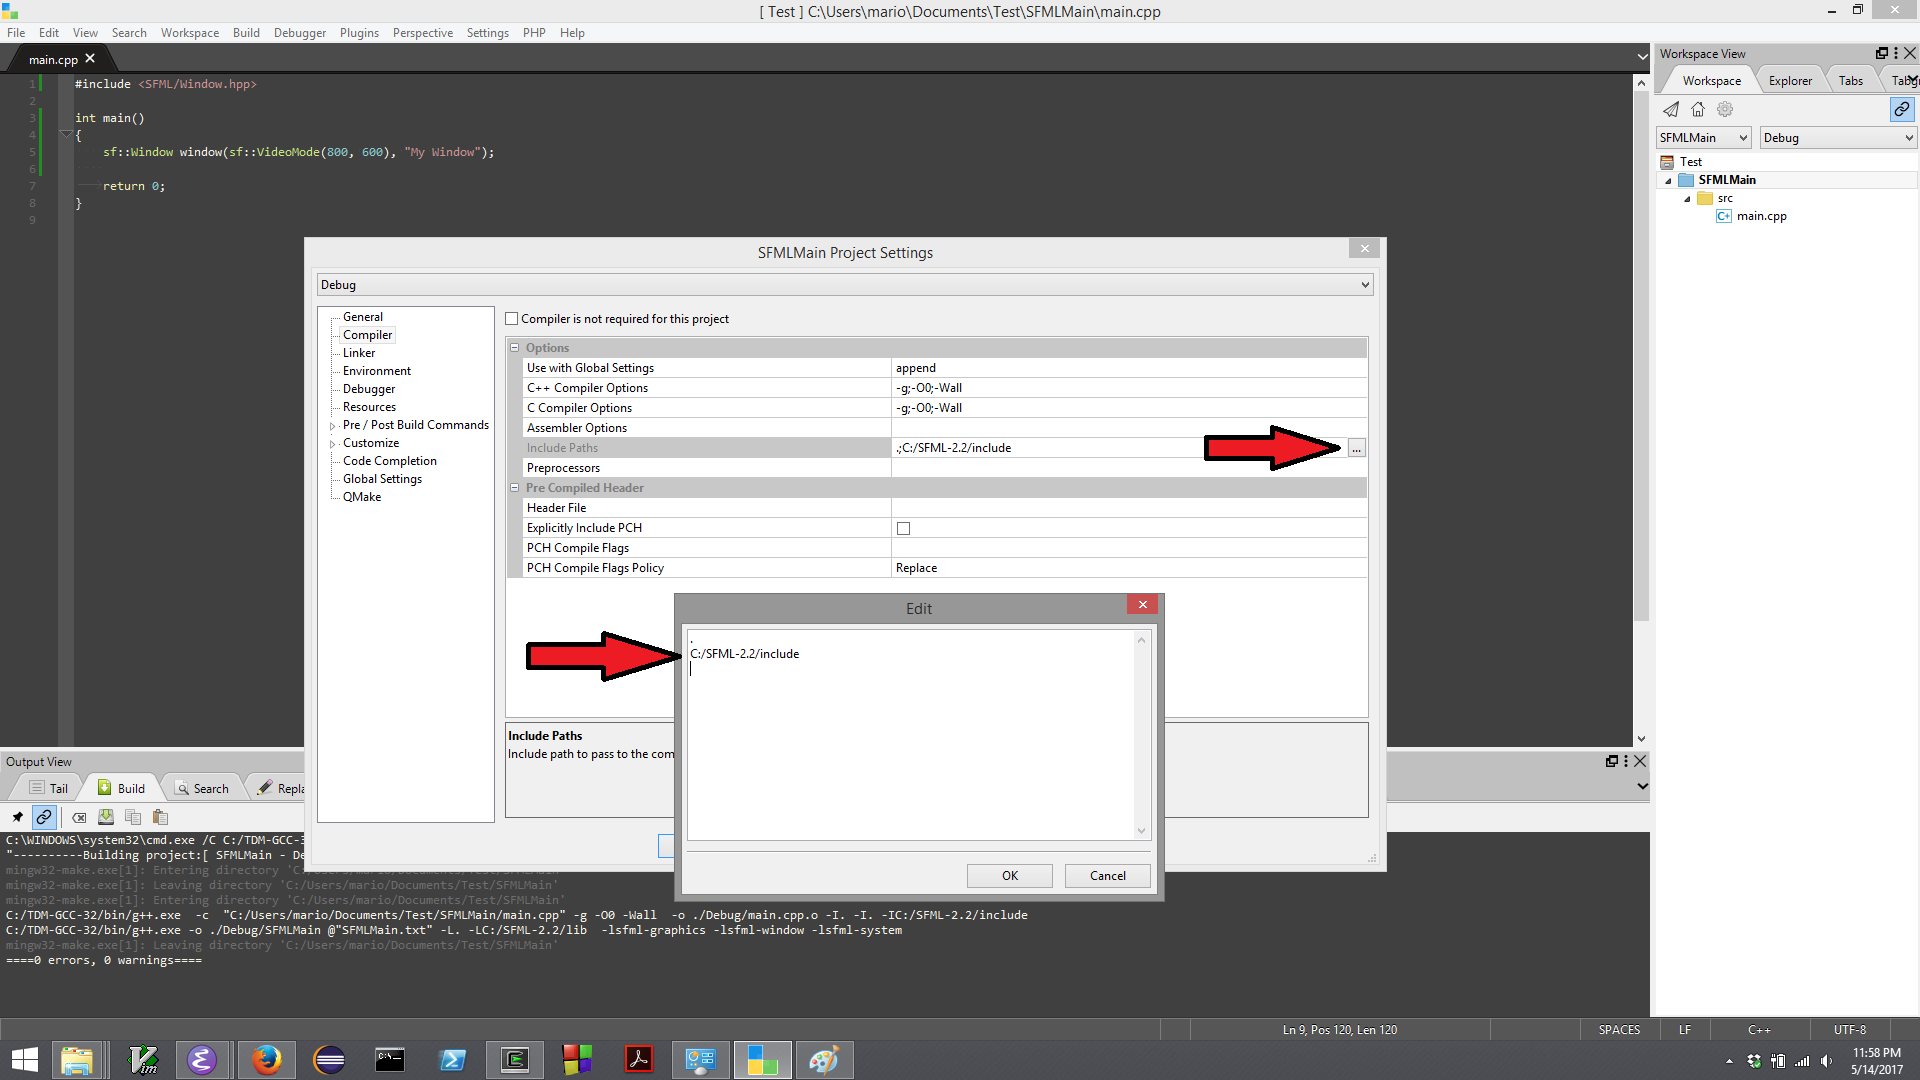 [ Test ] C:\Users\mario\Documents\Test\SFMLMain\main.cpp
File Edit View Search Workspace Build Debugger Plugins Perspective Settings PHP Help
main.cpp
1 #include <SFML/Window.hpp>
2
3 int main()
4 {
5 sf::Window window(sf::VideoMode(800, 600), "My Window");
6
7 return 0;
8 }
9
Workspace View
Workspace Explorer Tabs Tabg
SFMLMain Debug
Test
SFMLMain
src
main.cpp
SFMLMain Project Settings
Debug
General
Compiler
Linker
Environment
Debugger
Resources
Pre / Post Build Commands
Customize
Code Completion
Global Settings
QMake
Compiler is not required for this project
Options
Use with Global Settings append
C++ Compiler Options -g;-O0;-Wall
C Compiler Options -g;-O0;-Wall
Assembler Options
Include Paths .;C:/SFML-2.2/include ...
Preprocessors
Pre Compiled Header
Header File
Explicitly Include PCH
PCH Compile Flags
PCH Compile Flags Policy Replace
Include Paths
Include path to pass to the com
Edit
.
C:/SFML-2.2/include
OK Cancel
Output View
Tail Build Search Repla
C:\WINDOWS\system32\cmd.exe /C C:/TDM-GCC-3
"----------Building project:[ SFMLMain - De
mingw32-make.exe[1]: Entering directory 'C:/Users/mario/Documents/Test/SFMLMain'
mingw32-make.exe[1]: Leaving directory 'C:/Users/mario/Documents/Test/SFMLMain'
mingw32-make.exe[1]: Entering directory 'C:/Users/mario/Documents/Test/SFMLMain'
C:/TDM-GCC-32/bin/g++.exe -c "C:/Users/mario/Documents/Test/SFMLMain/main.cpp" -g -O0 -Wall -o ./Debug/main.cpp.o -I. -I. -IC:/SFML-2.2/include
C:/TDM-GCC-32/bin/g++.exe -o ./Debug/SFMLMain @"SFMLMain.txt" -L. -LC:/SFML-2.2/lib -lsfml-graphics -lsfml-window -lsfml-system
mingw32-make.exe[1]: Leaving directory 'C:/Users/mario/Documents/Test/SFMLMain'
====0 errors, 0 warnings====
Ln 9, Pos 120, Len 120 SPACES LF C++ UTF-8
11:58 PM
5/14/2017